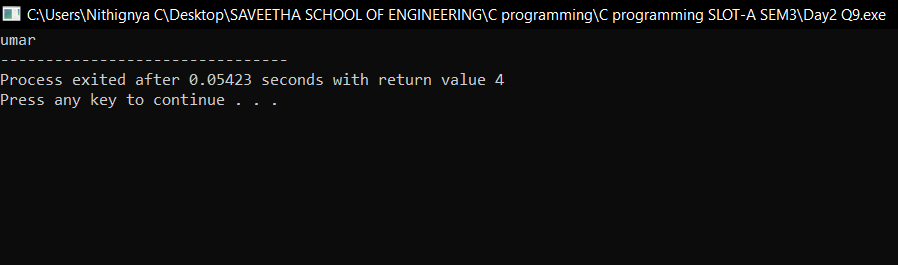 C:\Users\Nithignya C\Desktop\SAVEETHA SCHOOL OF ENGINEERING\C programming\C programming SLOT-A SEM3\Day2 Q9.exe
umar
--------------------------------
Process exited after 0.05423 seconds with return value 4
Press any key to continue . . .